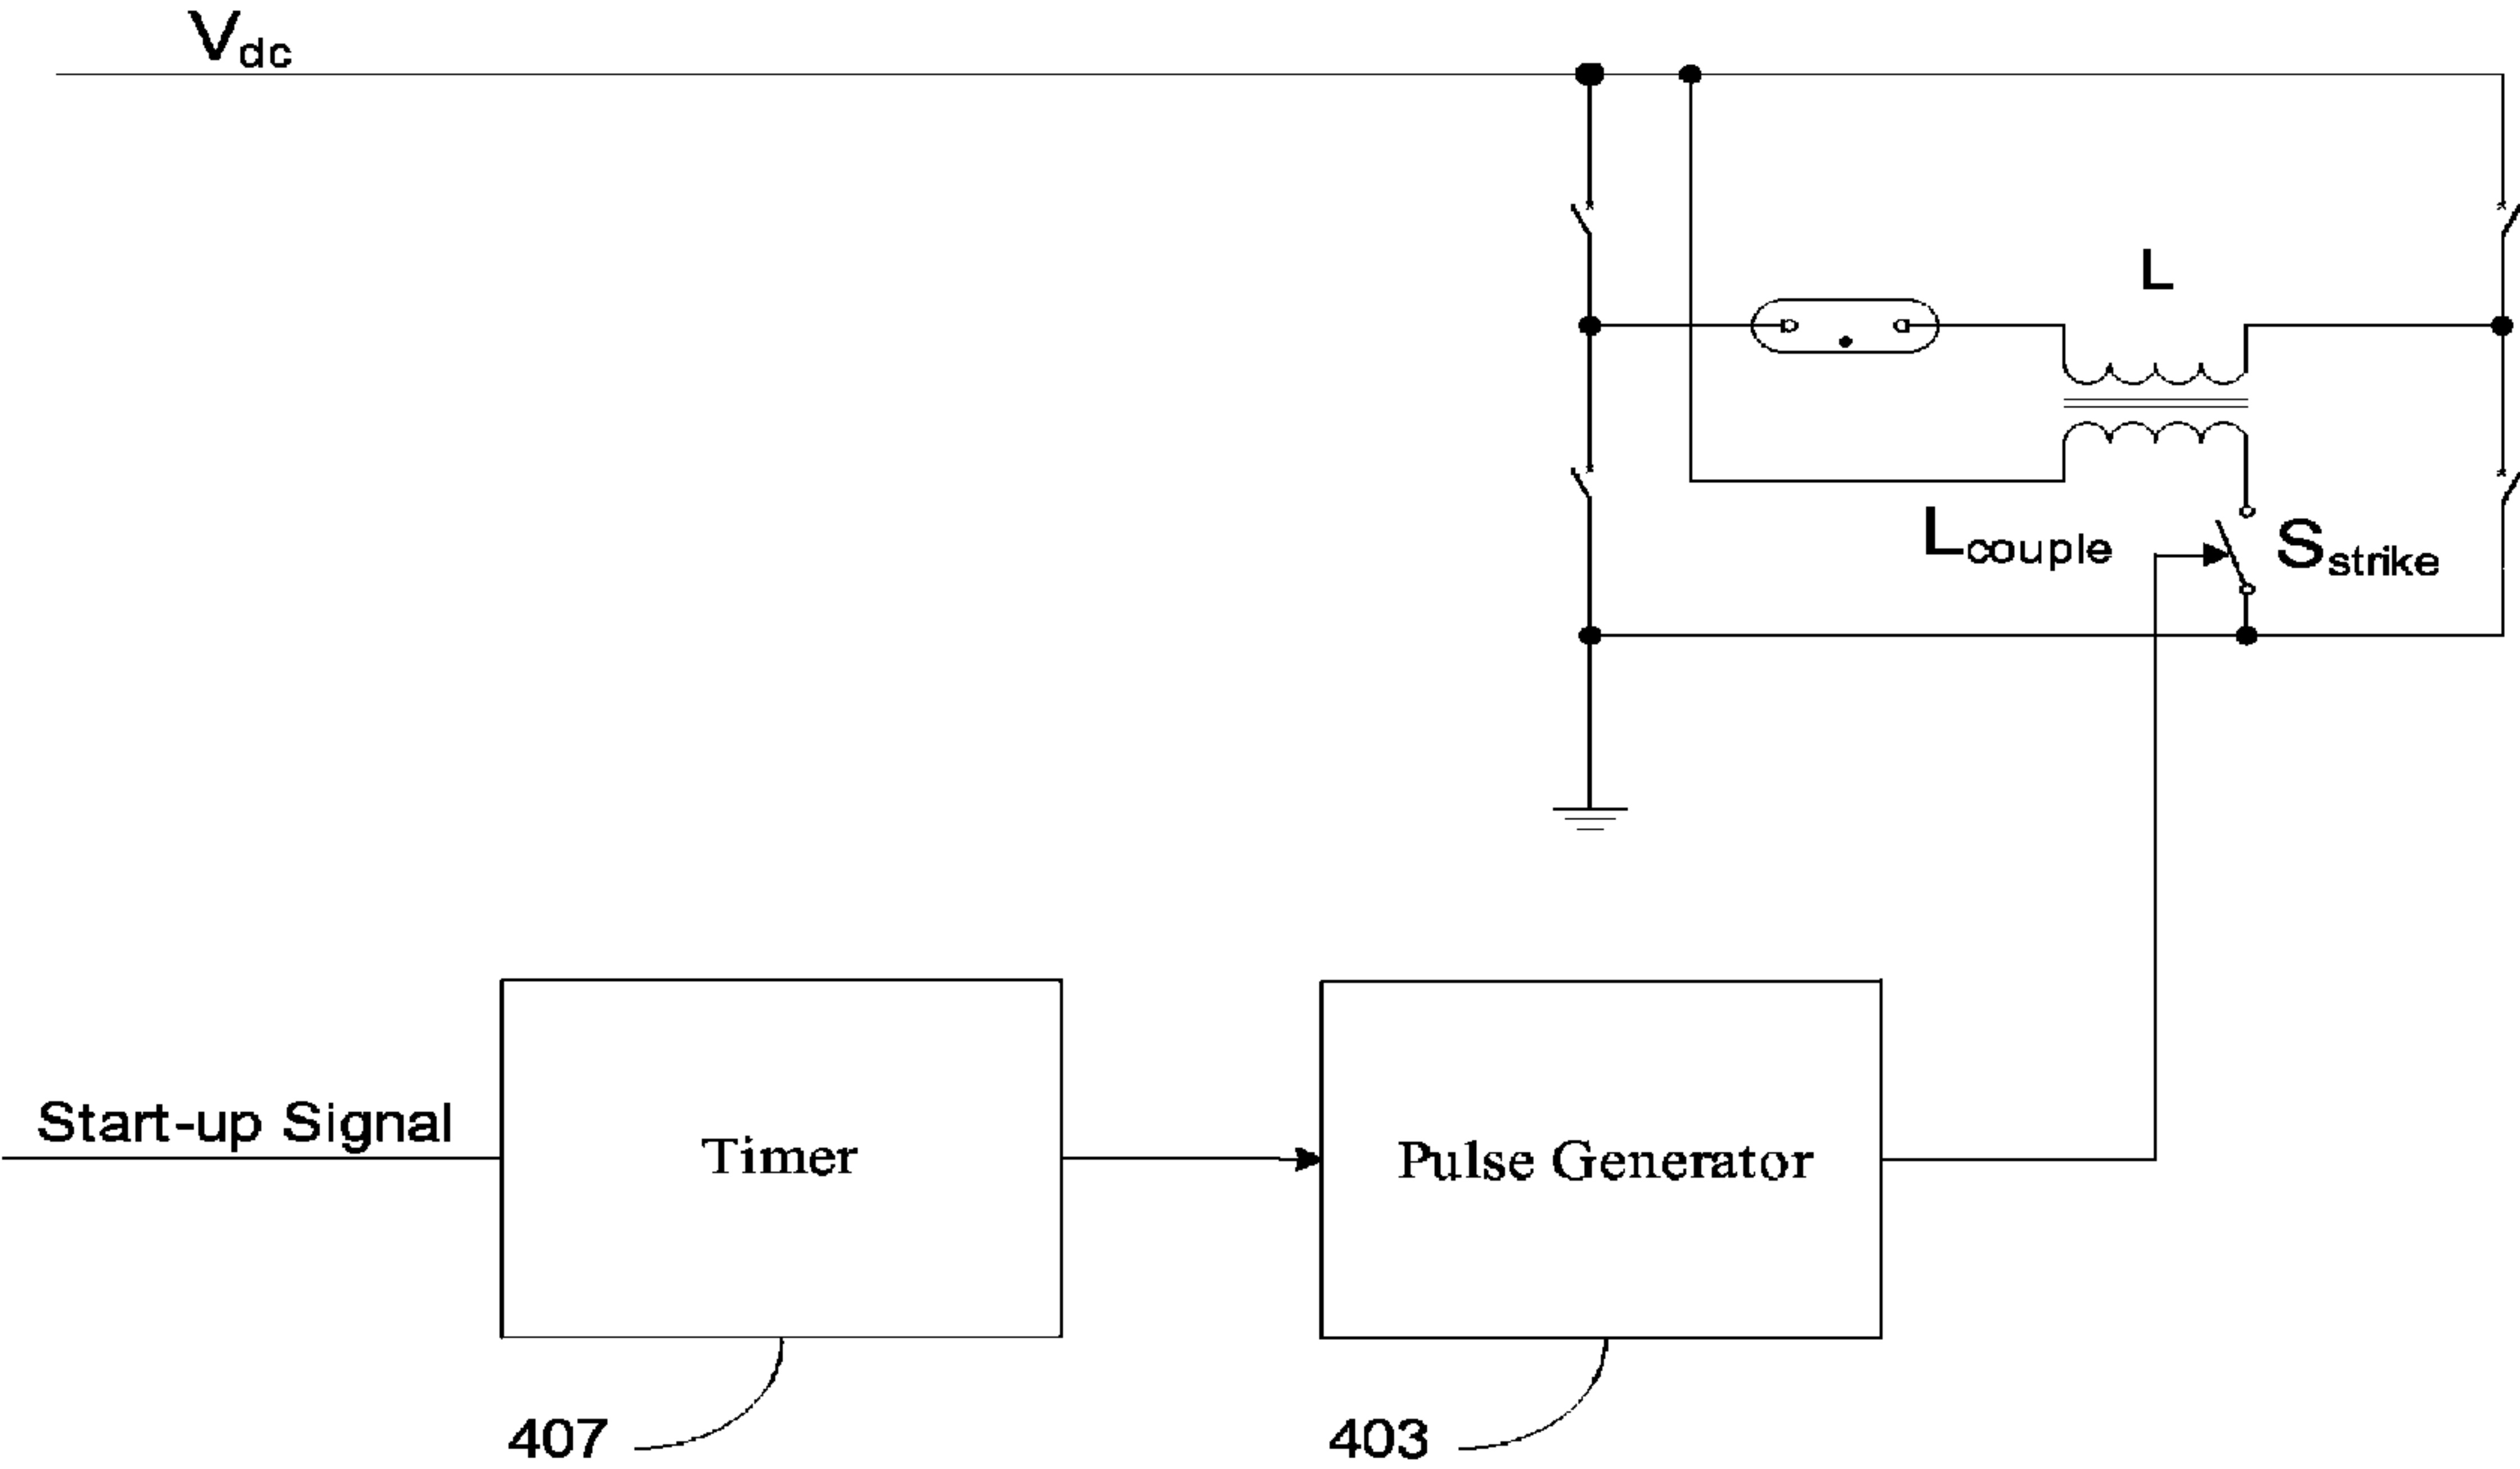 Vdc
L
Lcouple
Sstrike
Start-up Signal
Timer
Pulse Generator
407
403